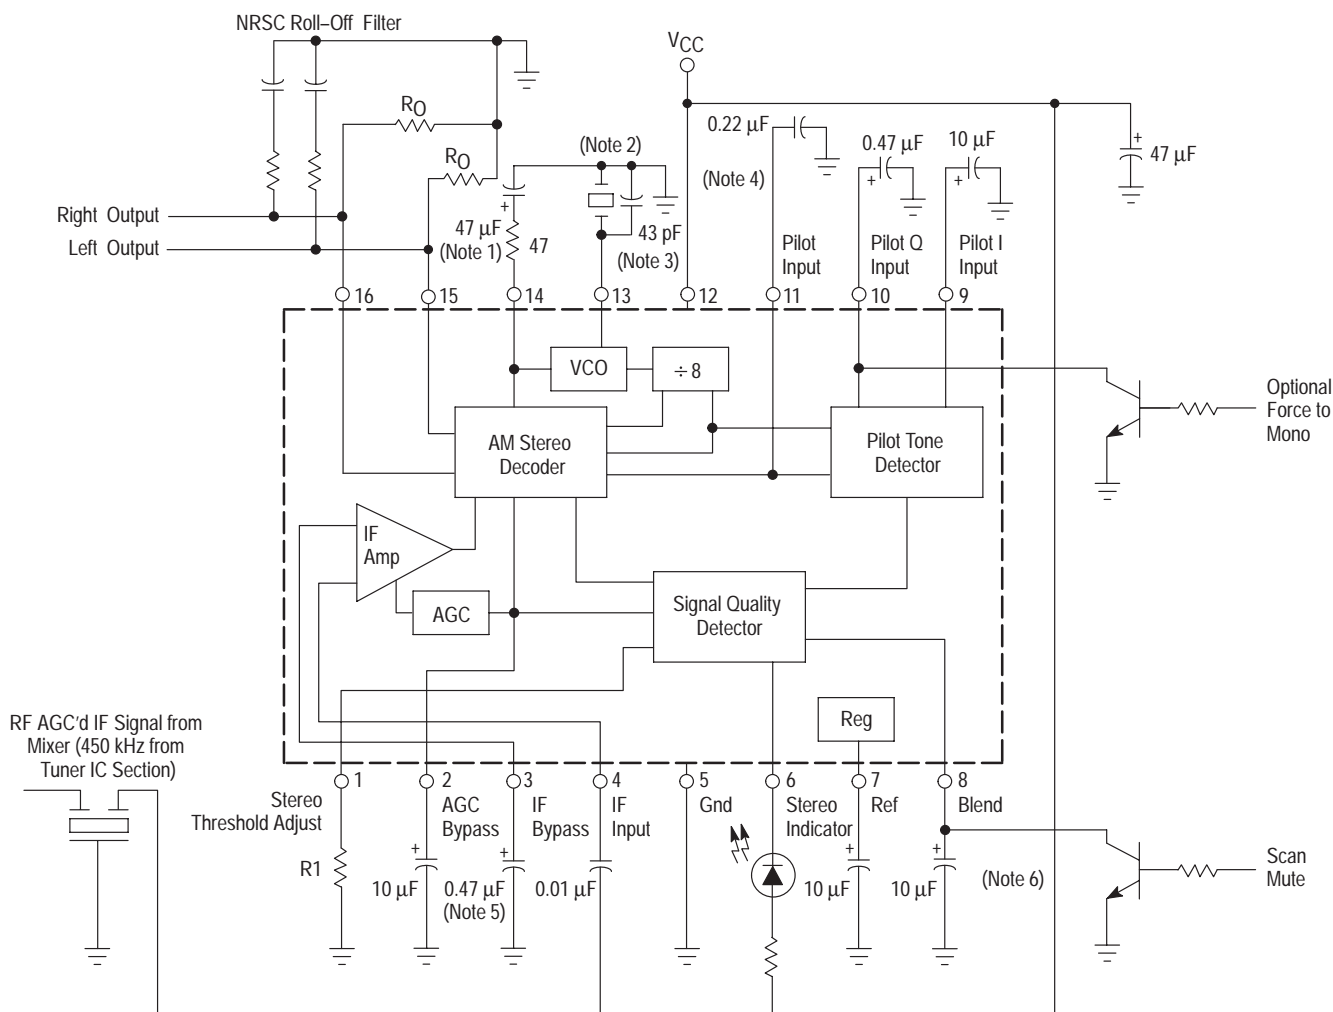 NRSC Roll–Off Filter
VCC
RO
RO
0.22 µF
0.47 µF
10 µF
47 µF
(Note 2)
(Note 4)
Right Output
Left Output
47 µF
(Note 1)
47
43 pF
(Note 3)
Pilot
Input
Pilot Q
Input
Pilot I
Input
16
15
14
13
12
11
10
9
VCO
÷8
AM Stereo
Decoder
Pilot Tone
Detector
Optional
Force to
Mono
IF
Amp
AGC
Signal Quality
Detector
Reg
RF AGC'd IF Signal from
Mixer (450 kHz from
Tuner IC Section)
1
2
3
4
5
6
7
8
Stereo
Threshold Adjust
AGC
Bypass
IF
Bypass
IF
Input
Gnd
Stereo
Indicator
Ref
Blend
R1
+
10 µF
+
0.47 µF
(Note 5)
0.01 µF
+
10 µF
+
10 µF
(Note 6)
Scan
Mute
+
+
+
+